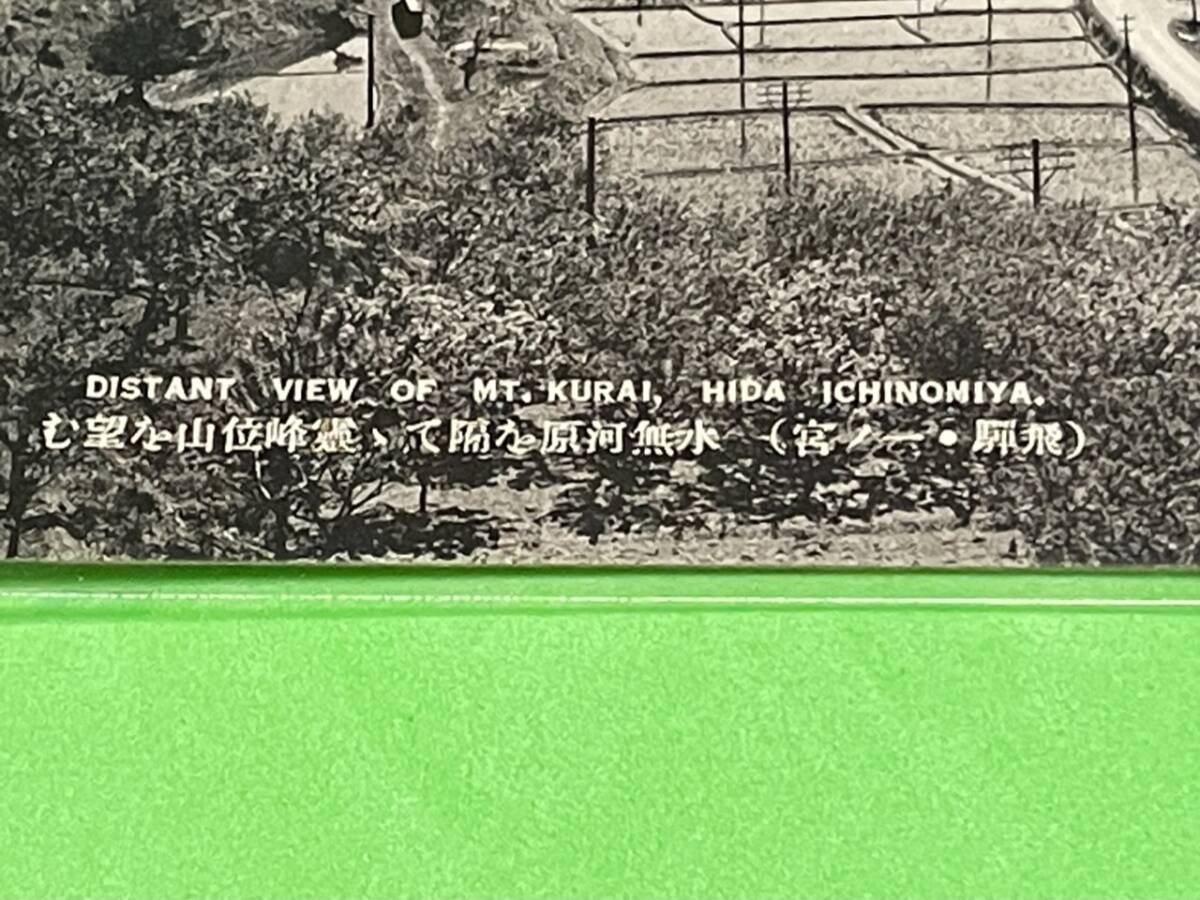 DISTANT VIEW OF MT. KURAI, HIDA ICHINOMIYA.
（飛騨・一ノ宮） 水無河原を隔てゝ靈峰位山を望む